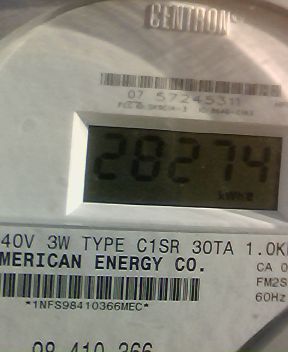 CENTRON
07 57245311
28274
kWh
40V 3W TYPE C1SR 30TA 1.0K
MERICAN ENERGY CO.
CA 0
FM2S
60Hz
*1NFS98410366MEC*
98 410 366